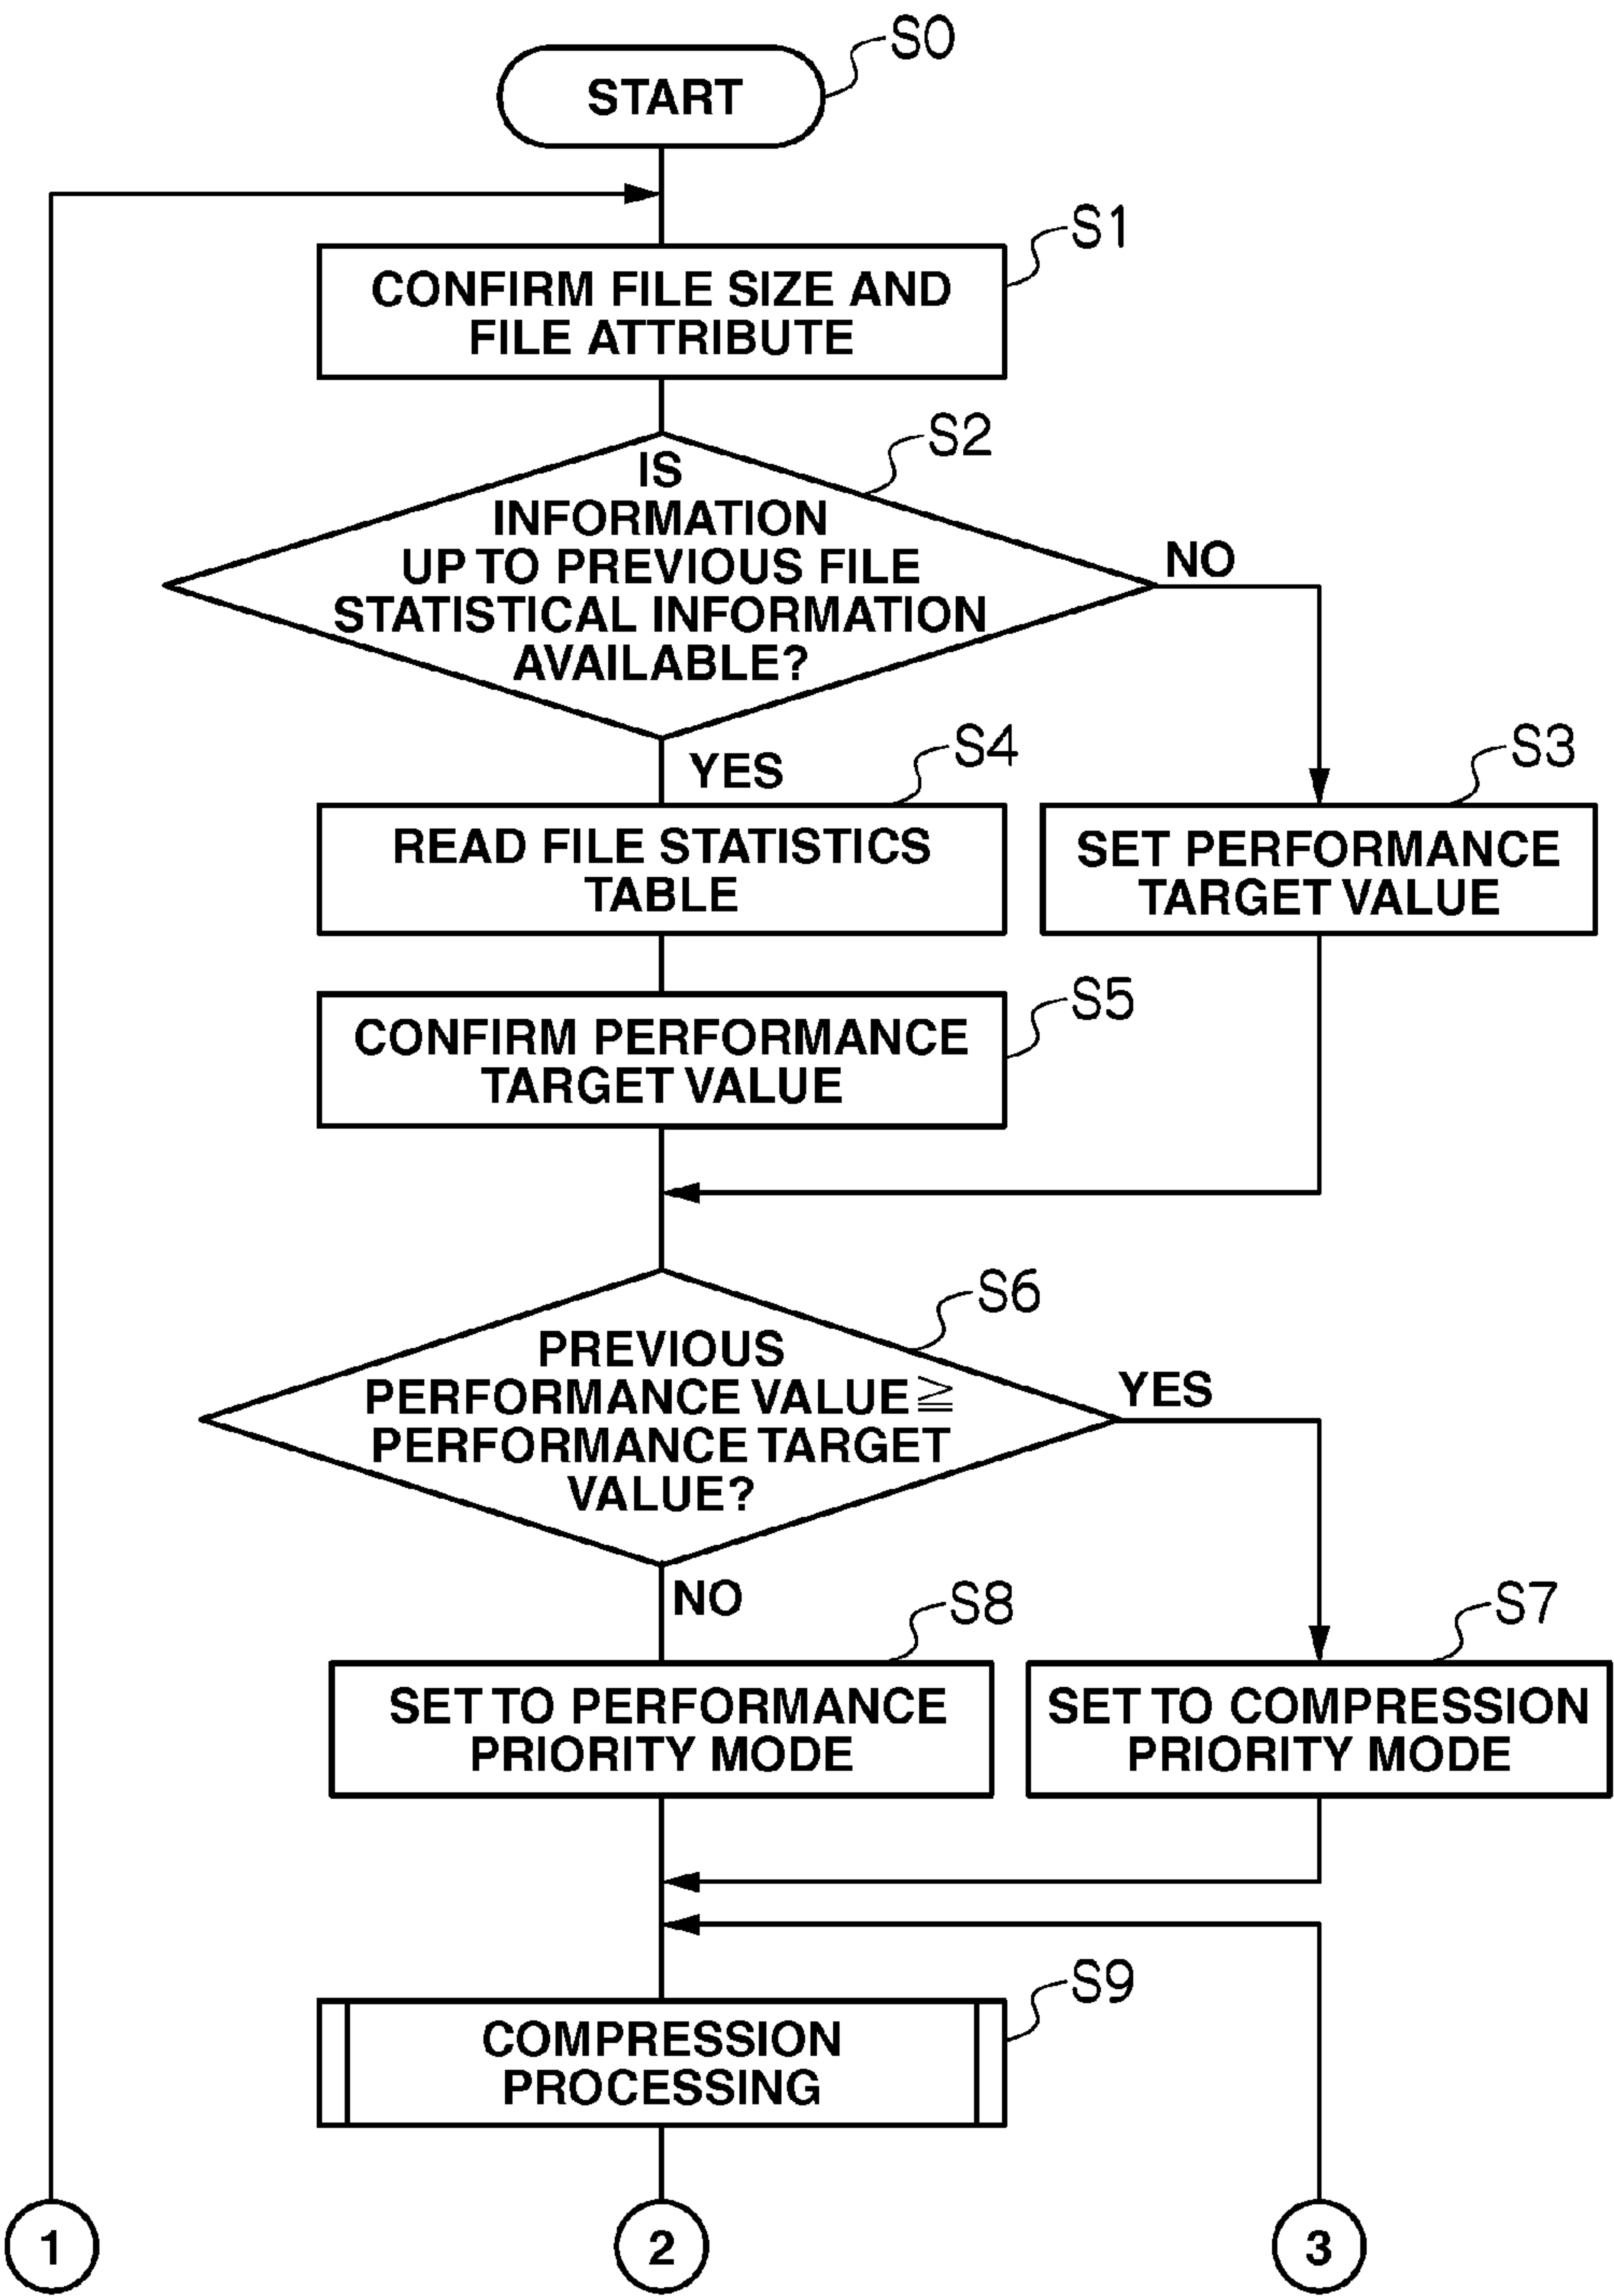 S0
START
S1
CONFIRM FILE SIZE AND
FILE ATTRIBUTE
S2
IS
INFORMATION
UP TO PREVIOUS FILE
STATISTICAL INFORMATION
AVAILABLE?
NO
YES
S4
READ FILE STATISTICS
TABLE
S3
SET PERFORMANCE
TARGET VALUE
S5
CONFIRM PERFORMANCE
TARGET VALUE
S6
PREVIOUS
PERFORMANCE VALUE≧
PERFORMANCE TARGET
VALUE?
YES
NO
S8
SET TO PERFORMANCE
PRIORITY MODE
S7
SET TO COMPRESSION
PRIORITY MODE
S9
COMPRESSION
PROCESSING
1
2
3